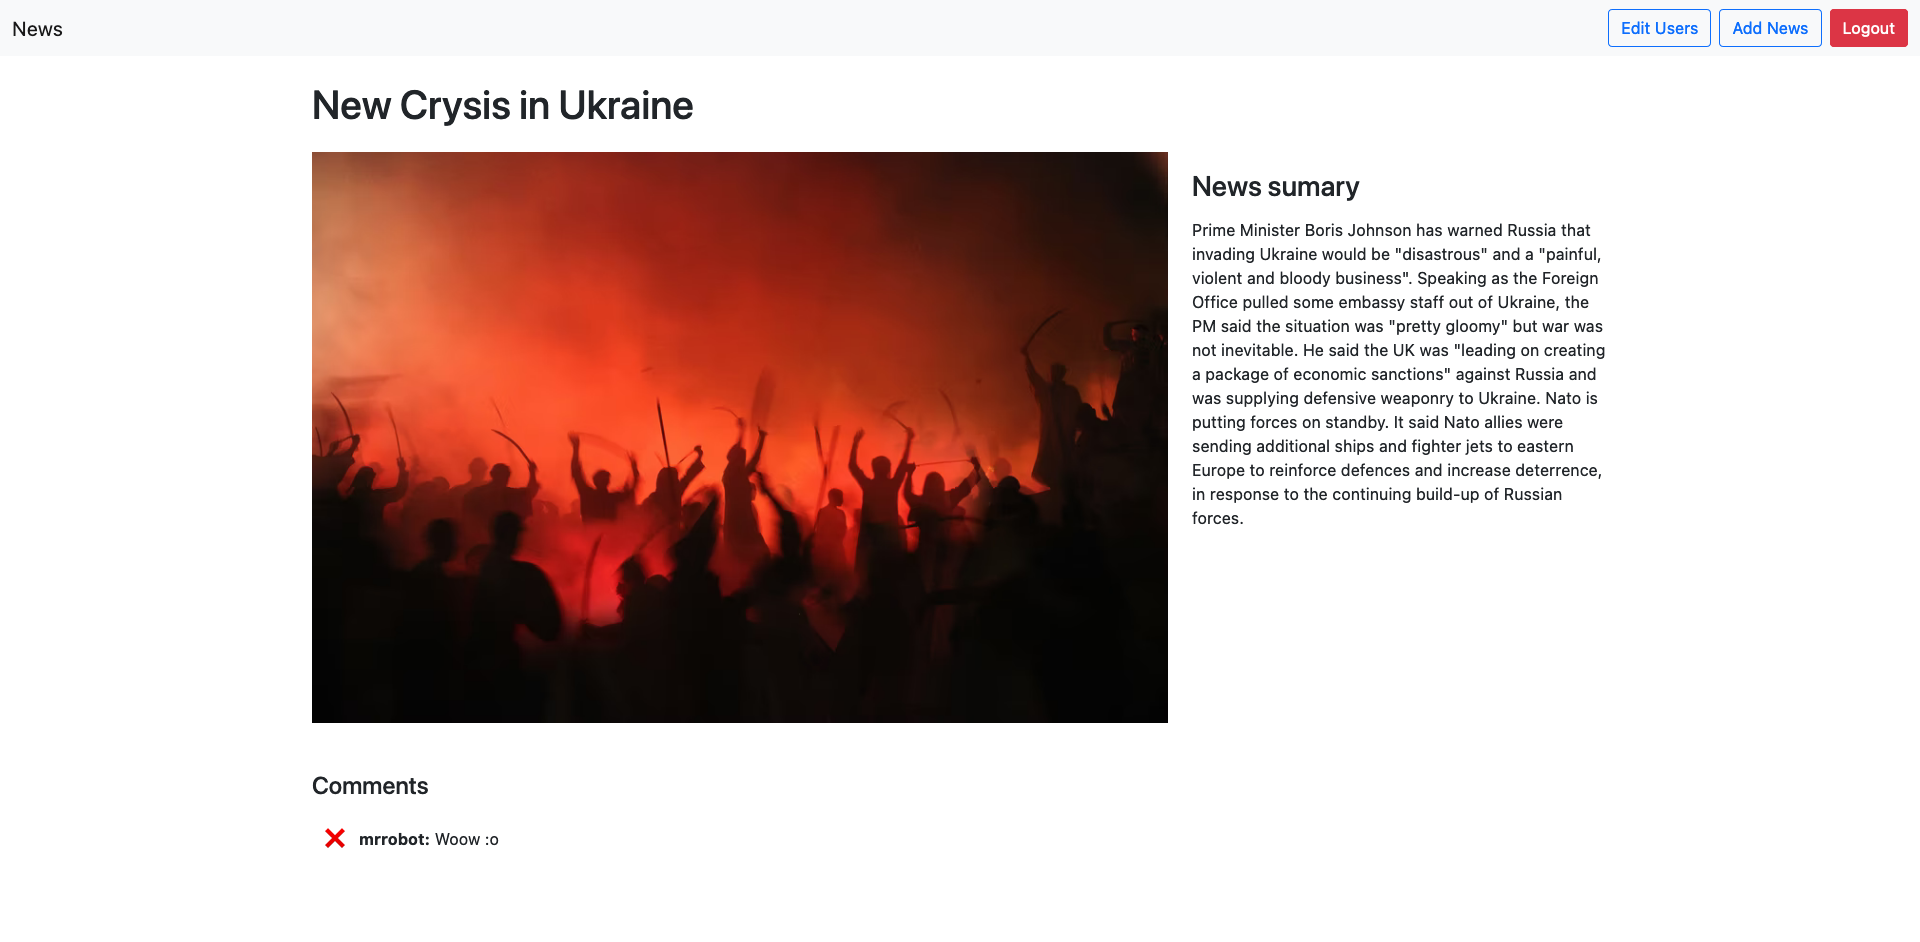 News
Edit Users
Add News
Logout
New Crysis in Ukraine
News sumary
Prime Minister Boris Johnson has warned Russia that
invading Ukraine would be "disastrous" and a "painful,
violent and bloody business". Speaking as the Foreign
Office pulled some embassy staff out of Ukraine, the
PM said the situation was "pretty gloomy" but war was
not inevitable. He said the UK was "leading on creating
a package of economic sanctions" against Russia and
was supplying defensive weaponry to Ukraine. Nato is
putting forces on standby. It said Nato allies were
sending additional ships and fighter jets to eastern
Europe to reinforce defences and increase deterrence,
in response to the continuing build-up of Russian
forces.
Comments
mrrobot: Woow :o